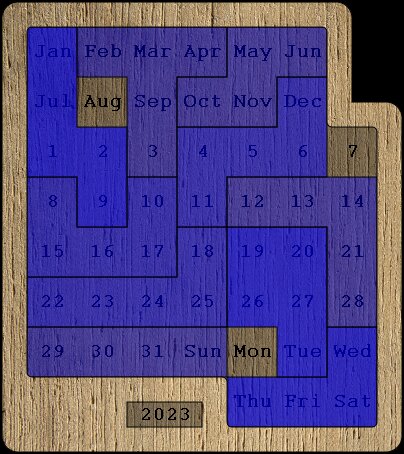 Jan Feb Mar Apr May Jun
Jul Aug Sep Oct Nov Dec
1 2 3 4 5 6 7
8 9 10 11 12 13 14
15 16 17 18 19 20 21
22 23 24 25 26 27 28
29 30 31 Sun Mon Tue Wed
Thu Fri Sat
2023